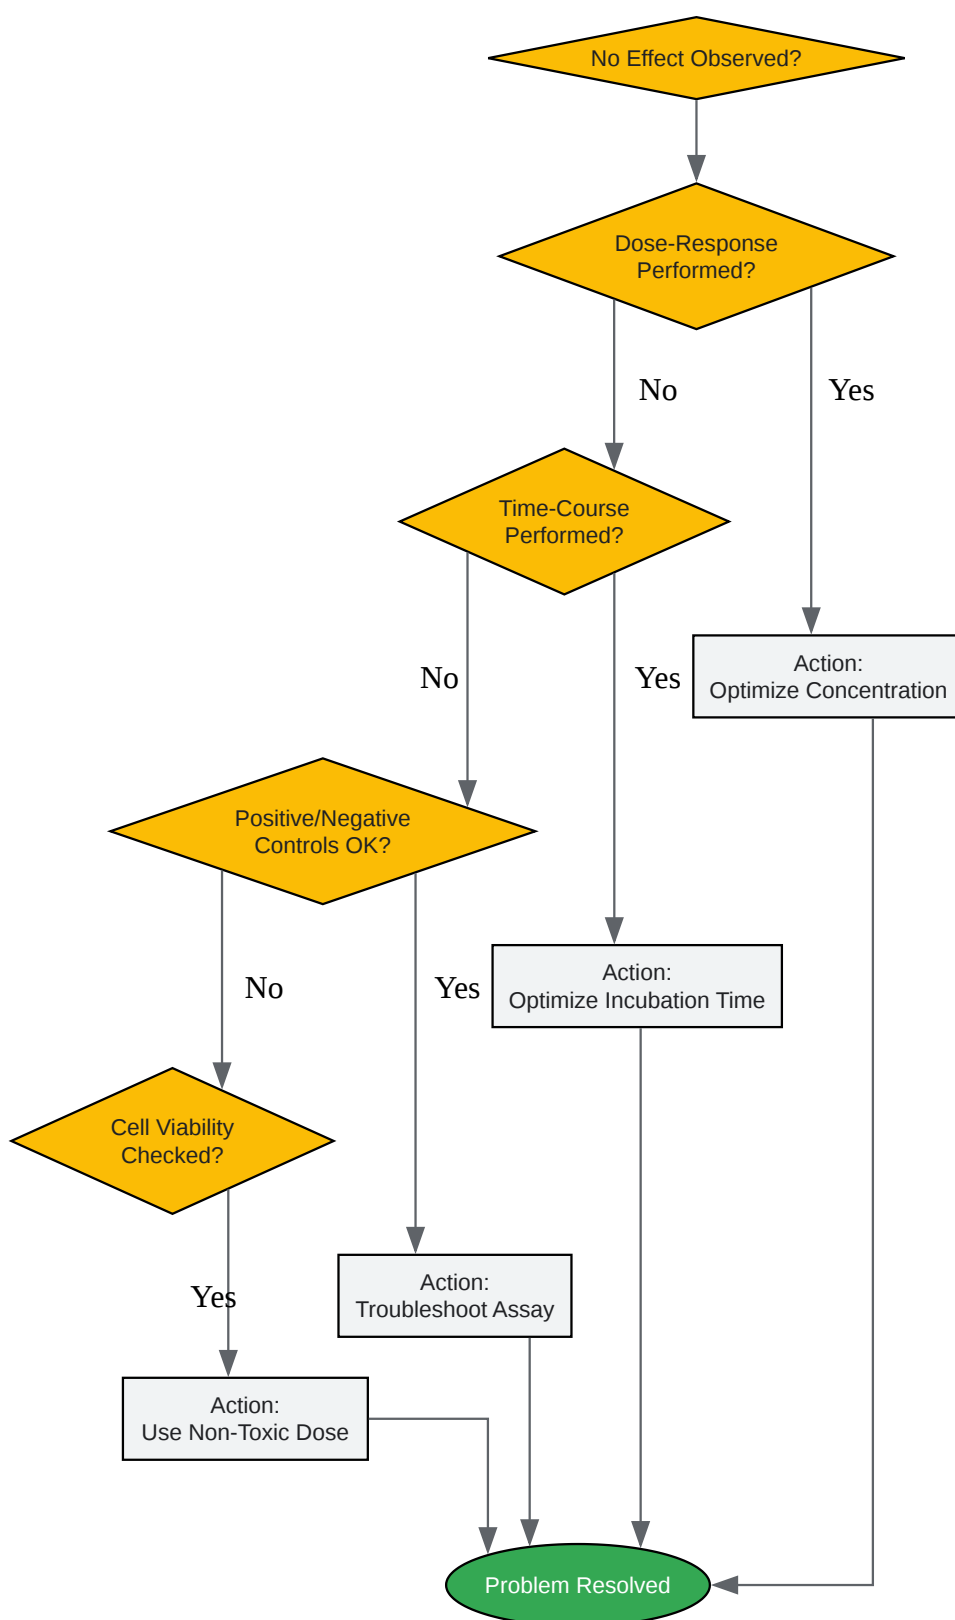 No Effect Observed?
Dose-Response
Performed?
No
Yes
Time-Course
Performed?
Action:
Optimize Concentration
No
Yes
Positive/Negative
Controls OK?
Action:
Optimize Incubation Time
No
Yes
Cell Viability
Checked?
Action:
Troubleshoot Assay
Yes
Action:
Use Non-Toxic Dose
Problem Resolved